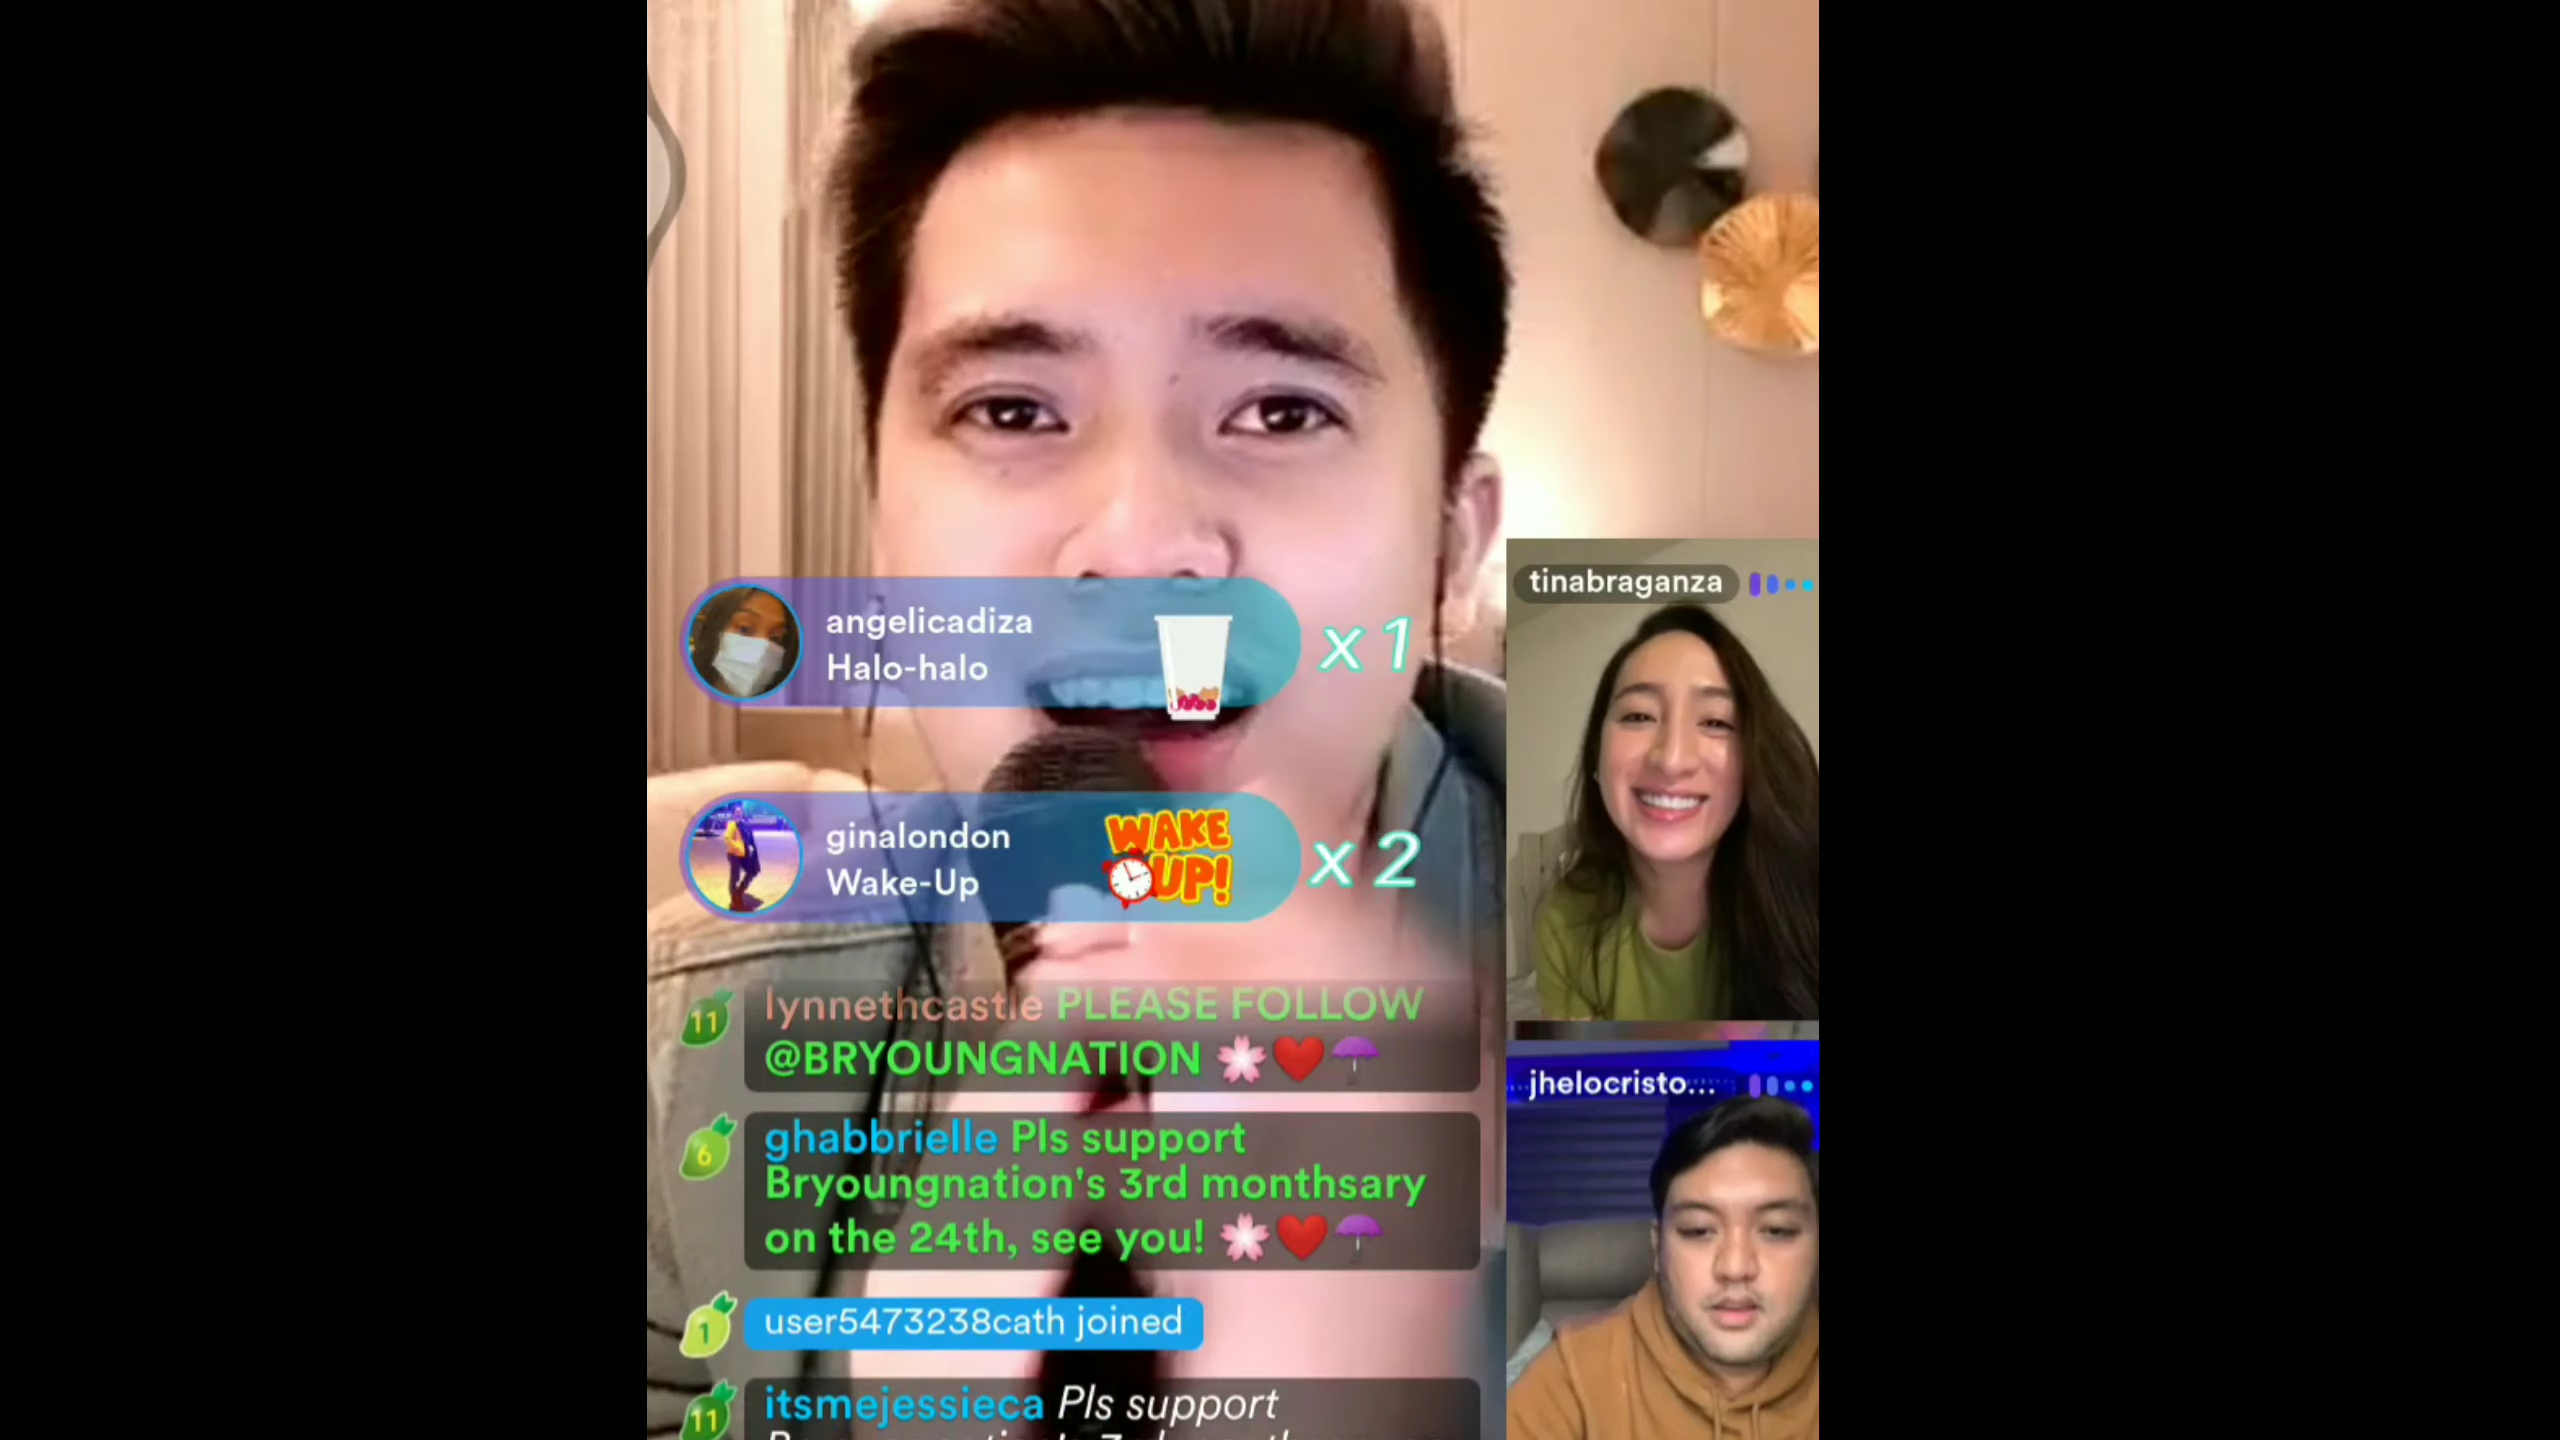 angelicadiza
Halo-halo
x 1
tinabraganza
ginalondon
Wake-Up
WAKE
UP!
x 2
11
lynnethcastle PLEASE FOLLOW
@BRYOUNGNATION 🌸❤️☂️
jhelocristo...
6
ghabbrielle Pls support
Bryoungnation's 3rd monthsary
on the 24th, see you! 🌸❤️☂️
1
user5473238cath joined
11
itsmejessieca Pls support